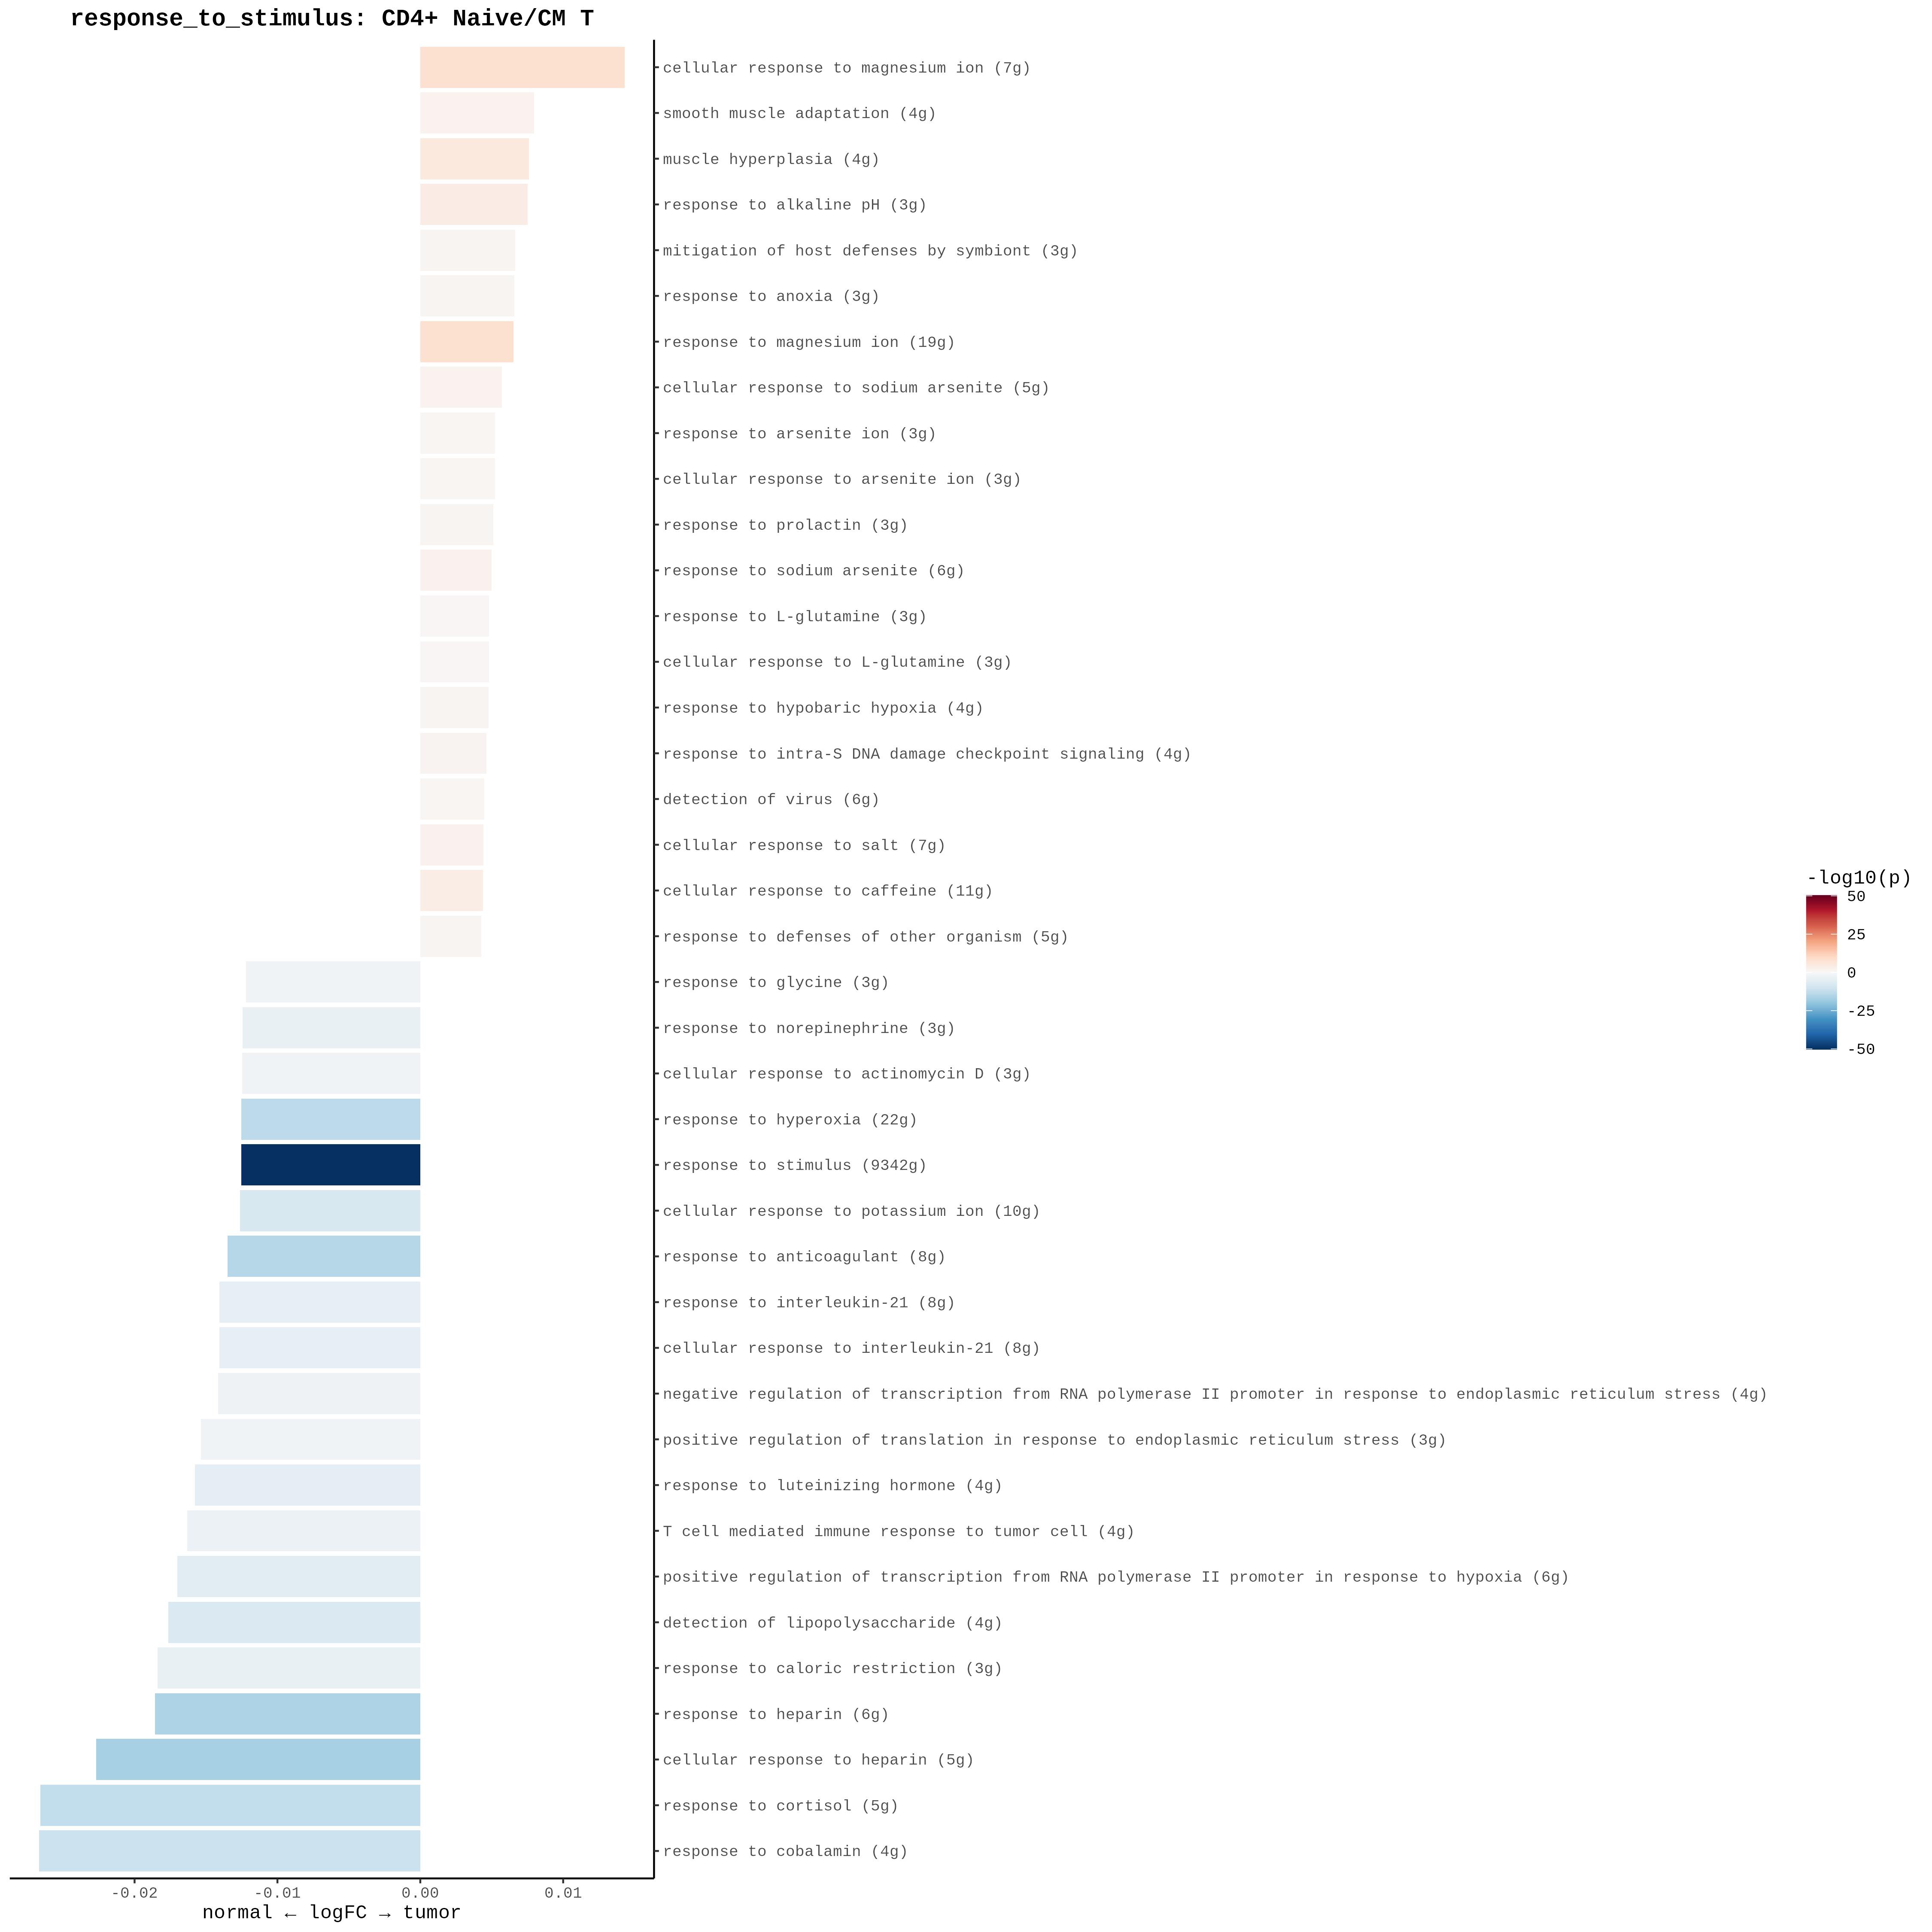 response_to_stimulus: CD4+ Naive/CM T
cellular response to magnesium ion (7g)
smooth muscle adaptation (4g)
muscle hyperplasia (4g)
response to alkaline pH (3g)
mitigation of host defenses by symbiont (3g)
response to anoxia (3g)
response to magnesium ion (19g)
cellular response to sodium arsenite (5g)
response to arsenite ion (3g)
cellular response to arsenite ion (3g)
response to prolactin (3g)
response to sodium arsenite (6g)
response to L-glutamine (3g)
cellular response to L-glutamine (3g)
response to hypobaric hypoxia (4g)
response to intra-S DNA damage checkpoint signaling (4g)
detection of virus (6g)
cellular response to salt (7g)
cellular response to caffeine (11g)
response to defenses of other organism (5g)
response to glycine (3g)
response to norepinephrine (3g)
cellular response to actinomycin D (3g)
response to hyperoxia (22g)
response to stimulus (9342g)
cellular response to potassium ion (10g)
response to anticoagulant (8g)
response to interleukin-21 (8g)
cellular response to interleukin-21 (8g)
negative regulation of transcription from RNA polymerase II promoter in response to endoplasmic reticulum stress (4g)
positive regulation of translation in response to endoplasmic reticulum stress (3g)
response to luteinizing hormone (4g)
T cell mediated immune response to tumor cell (4g)
positive regulation of transcription from RNA polymerase II promoter in response to hypoxia (6g)
detection of lipopolysaccharide (4g)
response to caloric restriction (3g)
response to heparin (6g)
cellular response to heparin (5g)
response to cortisol (5g)
response to cobalamin (4g)
-0.02 -0.01 0.00 0.01
normal ← logFC → tumor
-log10(p)
50
25
0
-25
-50